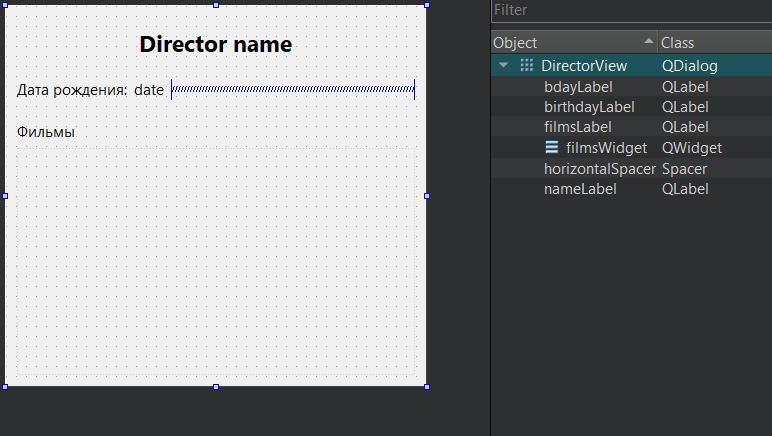 Director name
Дата рождения: date
Фильмы
Filter
Object Class
DirectorView QDialog
bdayLabel QLabel
birthdayLabel QLabel
filmsLabel QLabel
filmsWidget QWidget
horizontalSpacer Spacer
nameLabel QLabel